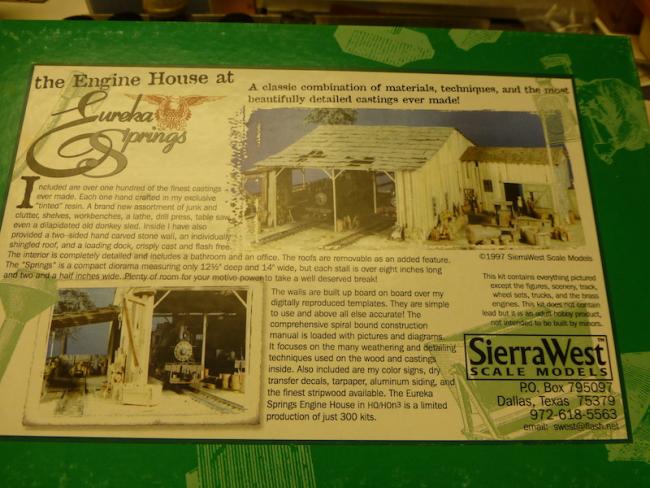 the Engine House at
Eureka
Springs
A classic combination of materials, techniques, and the most
beautifully detailed castings ever made!
Included are over one hundred of the finest castings
ever made. Each one hand crafted in my exclusive
"tinted" resin. A brand new assortment of junk and
clutter, shelves, workbenches, a lathe, drill press, table saw
even a dilapidated old donkey sled. Inside I have also
provided a two-sided hand carved stone wall, an individually
shingled roof, and a loading dock, crisply cast and flash free.
The interior is completely detailed and includes a bathroom and an office. The roofs are removable as an added feature.
The "Springs" is a compact diorama measuring only 12½" deep and 14" wide, but each stall is over eight inches long
and two and a half inches wide. Plenty of room for your motive power to take a well deserved break!
©1997 SierraWest Scale Models
The walls are built up board on board over my
digitally reproduced templates. They are simple
to use and above all else accurate! The
comprehensive spiral bound construction
manual is loaded with pictures and diagrams.
It focuses on the many weathering and detailing
techniques used on the wood and castings
inside. Also included are my color signs, dry
transfer decals, tarpaper, aluminum siding, and
the finest stripwood available. The Eureka
Springs Engine House in HO/HOn3 is a limited
production of just 300 kits.
This kit contains everything pictured
except the figures, scenery, track,
wheel sets, trucks, and the brass
engines. This kit does not contain
lead but it is an adult hobby product,
not intended to be built by minors.
SierraWest™
SCALE MODELS
P.O. Box 795097
Dallas, Texas 75379
972-618-5563
email: swest@flash.net